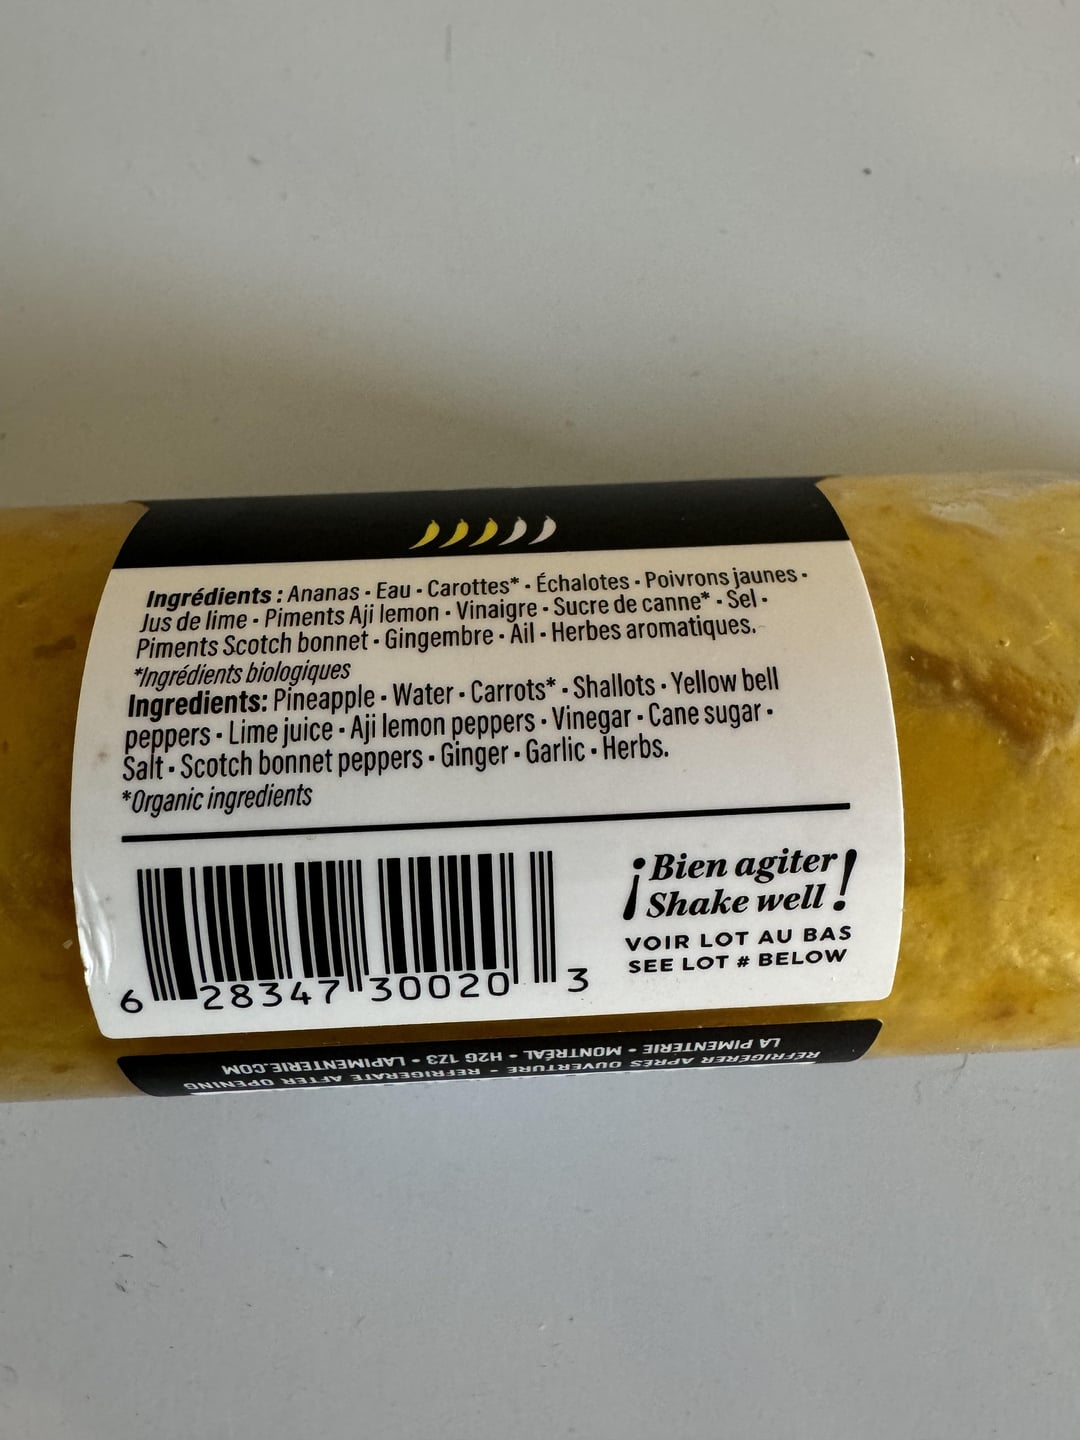 Ingrédients : Ananas • Eau • Carottes* • Échalotes • Poivrons jaunes •
Jus de lime • Piments Aji lemon • Vinaigre • Sucre de canne* • Sel •
Piments Scotch bonnet • Gingembre • Ail • Herbes aromatiques.
*Ingrédients biologiques
Ingredients: Pineapple • Water • Carrots* • Shallots • Yellow bell
peppers • Lime juice • Aji lemon peppers • Vinegar • Cane sugar •
Salt • Scotch bonnet peppers • Ginger • Garlic • Herbs.
*Organic ingredients
¡Bien agiter
Shake well!
VOIR LOT AU BAS
SEE LOT # BELOW
6 28347 30020 3
RÉFRIGÉRER APRÈS OUVERTURE • REFRIGERATE AFTER OPENING
LA PIMENTERIE • MONTRÉAL • H2G 1Z3 • LAPIMENTERIE.COM